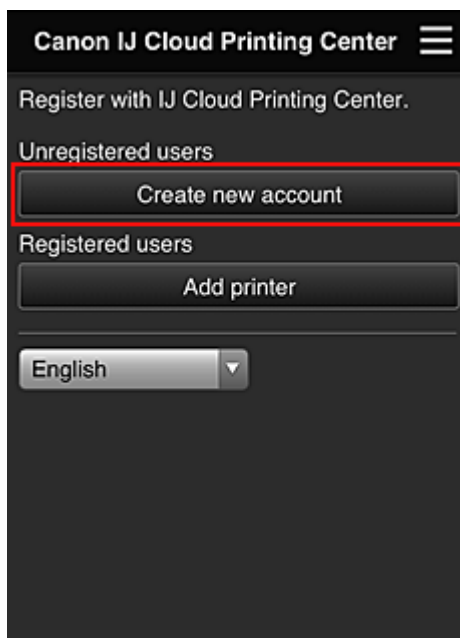 Canon IJ Cloud Printing Center
Register with IJ Cloud Printing Center.
Unregistered users
Create new account
Registered users
Add printer
English